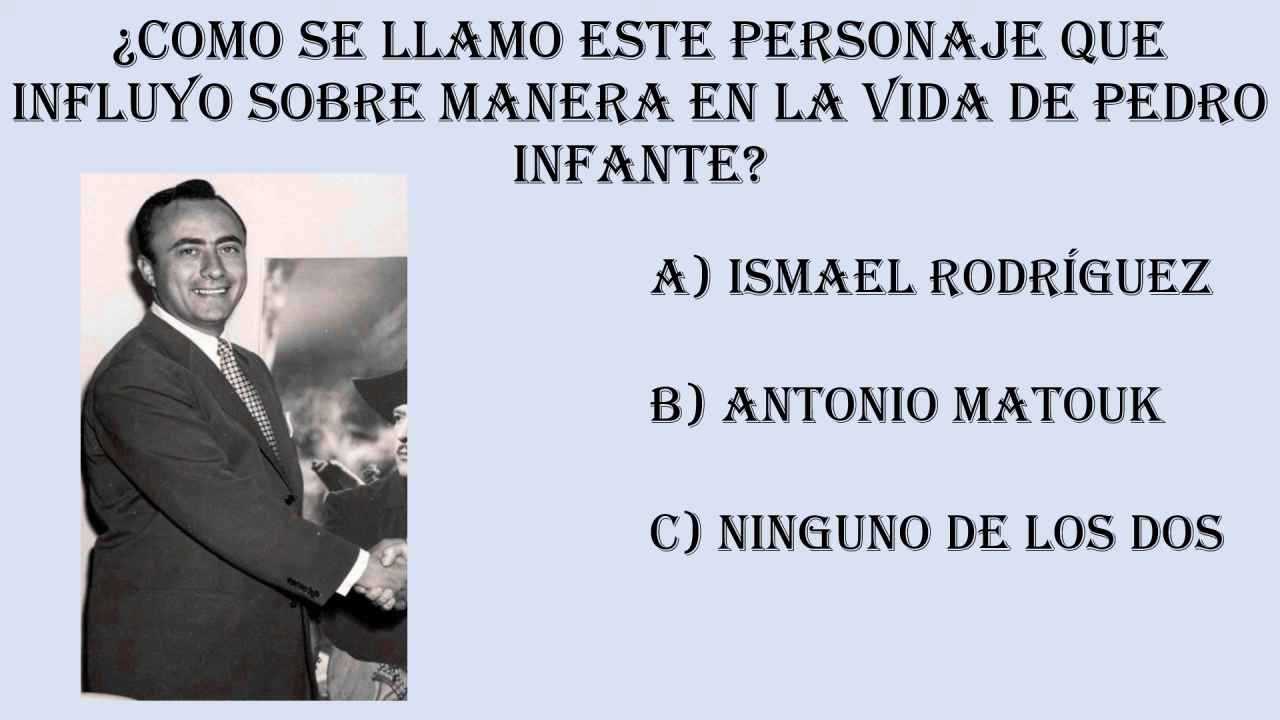 ¿COMO SE LLAMO ESTE PERSONAJE QUE
INFLUYO SOBRE MANERA EN LA VIDA DE PEDRO
INFANTE?
A) ISMAEL RODRÍGUEZ
B) ANTONIO MATOUK
C) NINGUNO DE LOS DOS